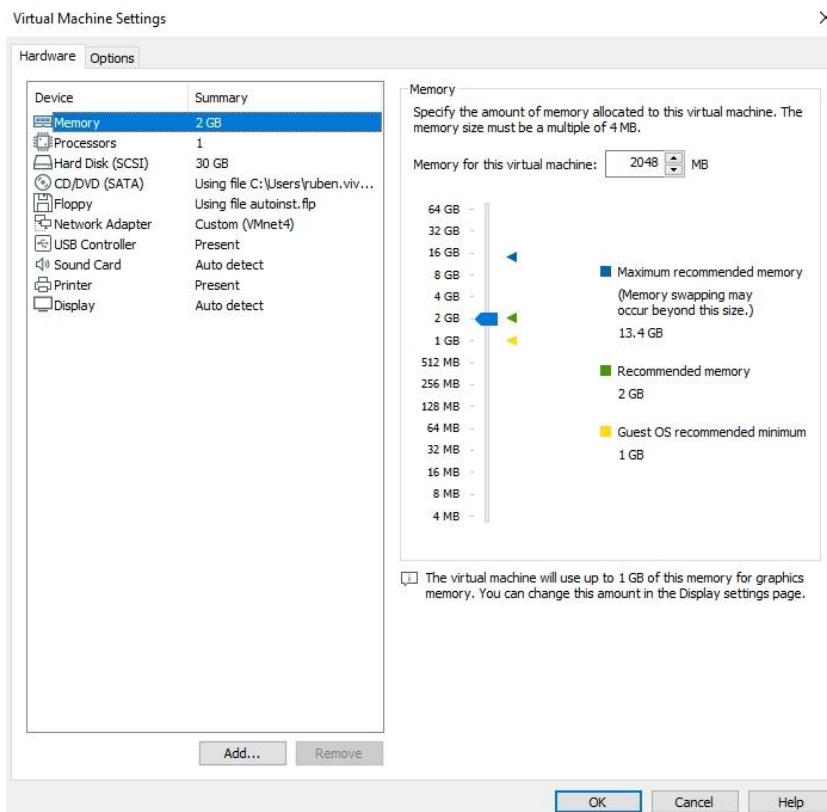 Virtual Machine Settings
Hardware
Options
Device Summary
Memory 2 GB
Processors 1
Hard Disk (SCSI) 30 GB
CD/DVD (SATA) Using file C:\Users\ruben.viv...
Floppy Using file autoinst.flp
Network Adapter Custom (VMnet4)
USB Controller Present
Sound Card Auto detect
Printer Present
Display Auto detect
Add...
Remove
Memory
Specify the amount of memory allocated to this virtual machine. The
memory size must be a multiple of 4 MB.
Memory for this virtual machine: 2048 MB
64 GB
32 GB
16 GB
8 GB
4 GB
2 GB
1 GB
512 MB
256 MB
128 MB
64 MB
32 MB
16 MB
8 MB
4 MB
Maximum recommended memory
(Memory swapping may
occur beyond this size.)
13.4 GB
Recommended memory
2 GB
Guest OS recommended minimum
1 GB
The virtual machine will use up to 1 GB of this memory for graphics
memory. You can change this amount in the Display settings page.
OK
Cancel
Help